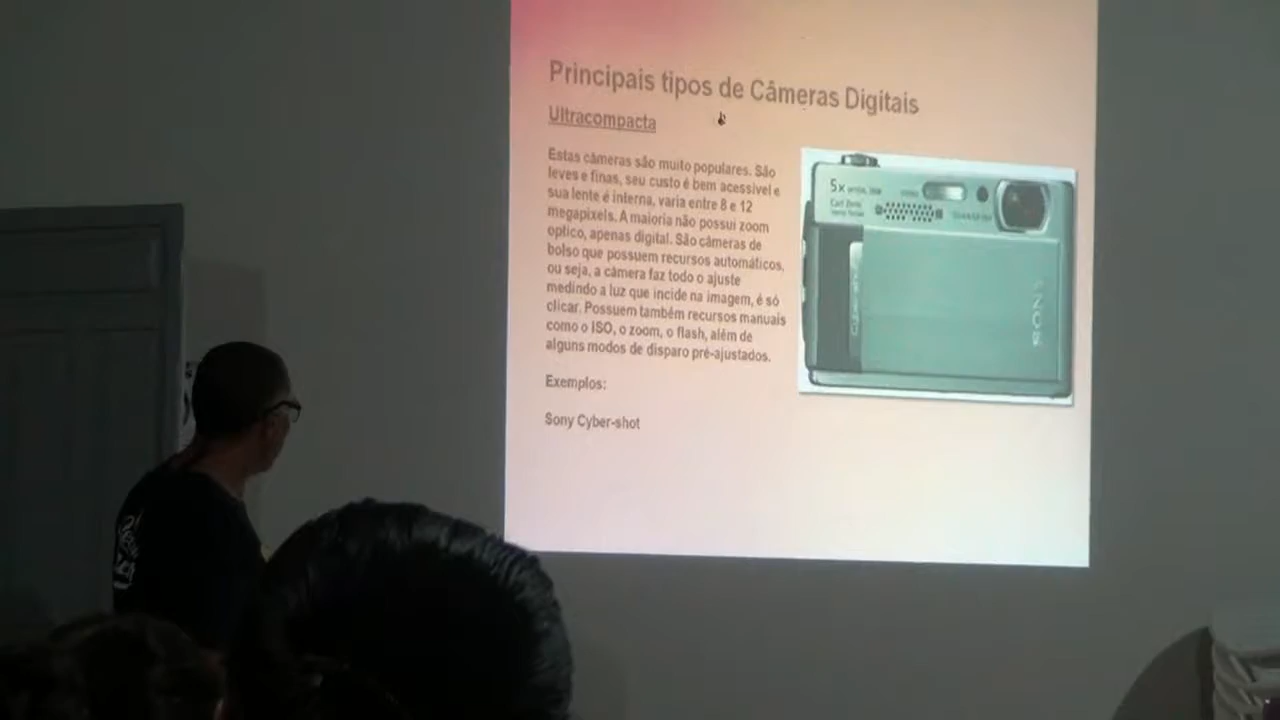 Principais tipos de Câmeras Digitais
Ultracompacta
Estas câmeras são muito populares. São
leves e finas, seu custo é bem acessível e
sua lente é interna, varia entre 8 e 12
megapixels. A maioria não possui zoom
optico, apenas digital. São câmeras de
bolso que possuem recursos automáticos,
ou seja, a câmera faz todo o ajuste
medindo a luz que incide na imagem, é só
clicar. Possuem também recursos manuais
como o ISO, o zoom, o flash, além de
alguns modos de disparo pré-ajustados.
Exemplos:
Sony Cyber-shot
5x
Carl Zeiss
SONY